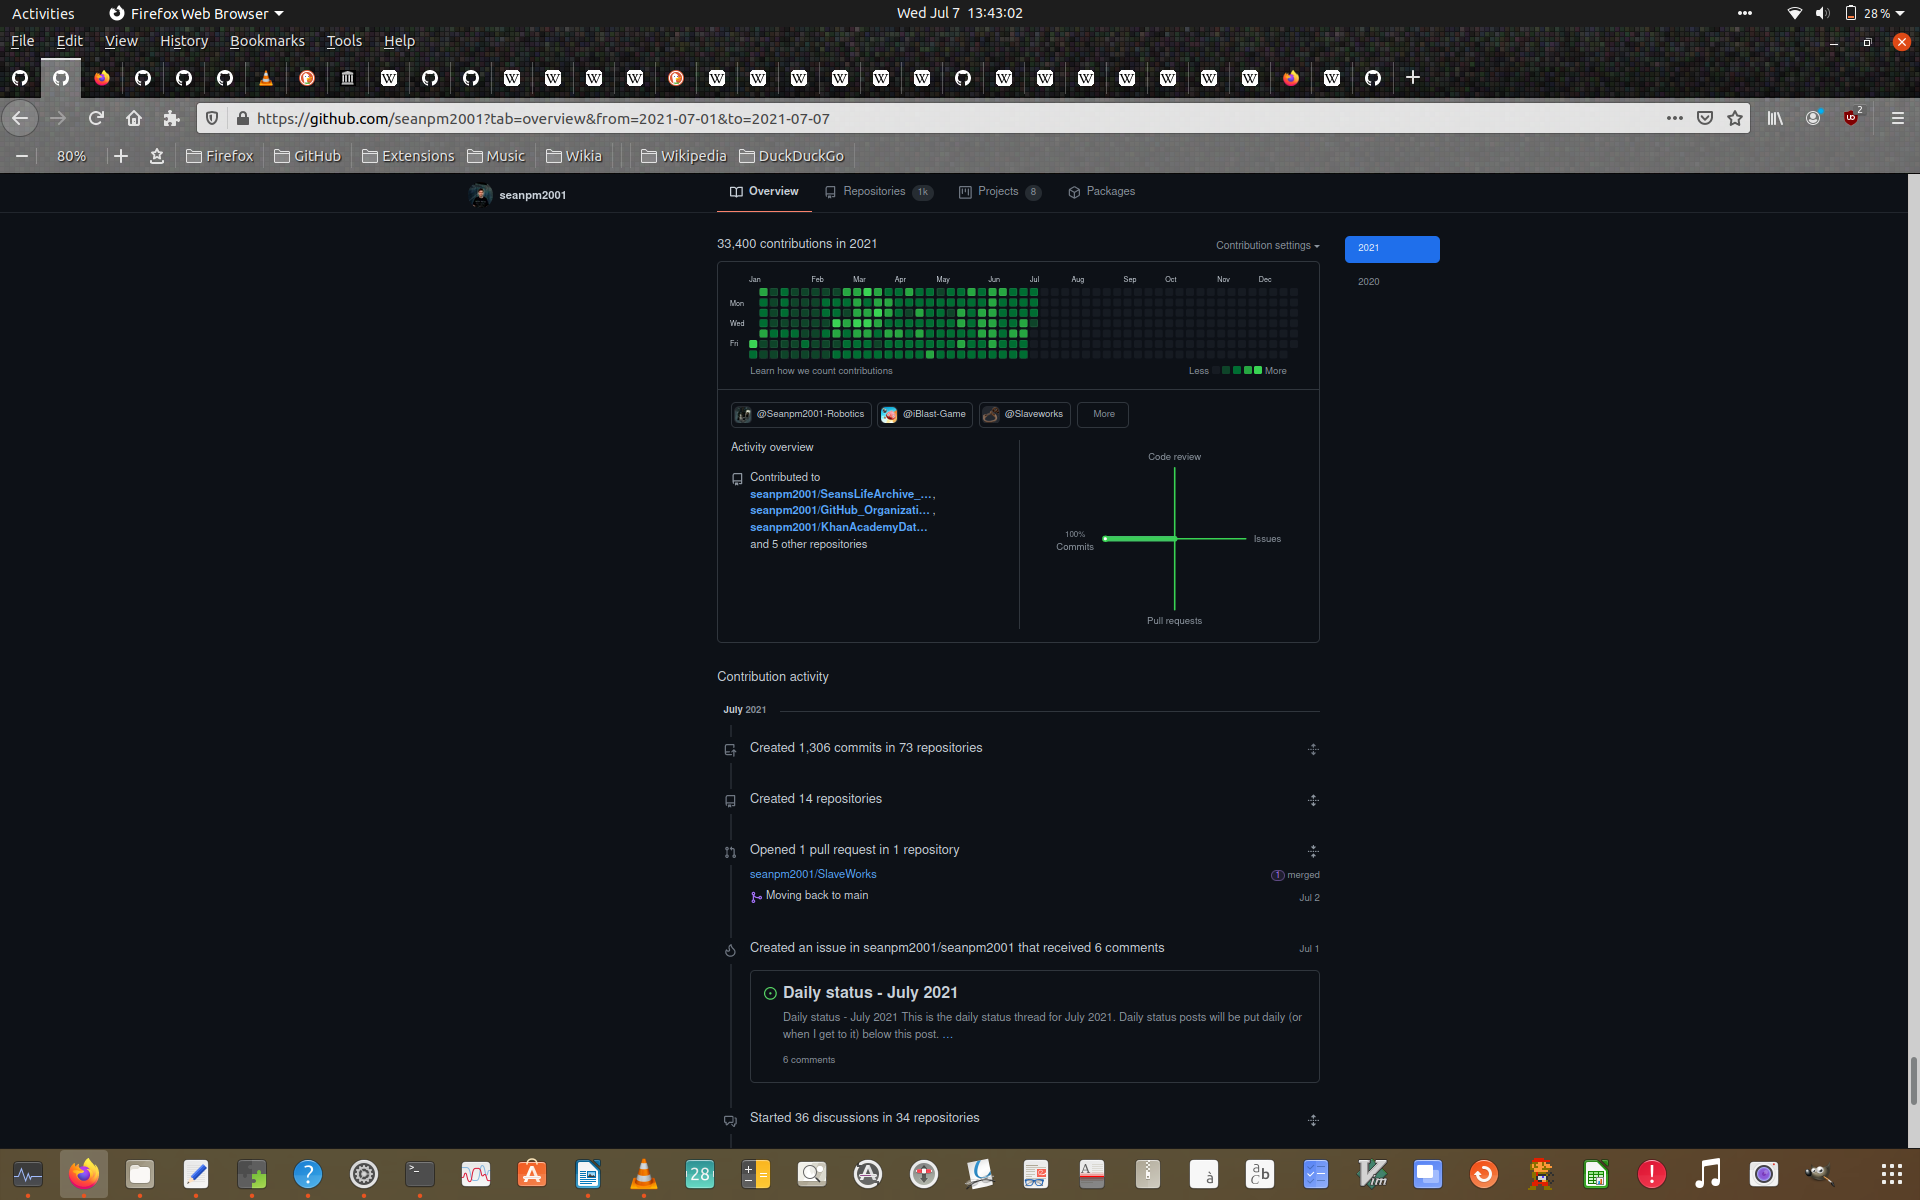 Activities
Firefox Web Browser
Wed Jul 7 13:43:02
28 %
File Edit View History Bookmarks Tools Help
https://github.com/seanpm2001?tab=overview&from=2021-07-01&to=2021-07-07
2
80%
Firefox
GitHub
Extensions
Music
Wikia
Wikipedia
DuckDuckGo
seanpm2001
Overview
Repositories 1k
Projects 8
Packages
33,400 contributions in 2021
Contribution settings
2021
2020
Jan Feb Mar Apr May Jun Jul Aug Sep Oct Nov Dec
Mon
Wed
Fri
Learn how we count contributions
Less
More
@Seanpm2001-Robotics
@iBlast-Game
@Slaveworks
More
Activity overview
Contributed to
seanpm2001/SeansLifeArchive_… ,
seanpm2001/GitHub_Organizati… ,
seanpm2001/KhanAcademyDat…
and 5 other repositories
Code review
100%
Commits
Issues
Pull requests
Contribution activity
July 2021
Created 1,306 commits in 73 repositories
Created 14 repositories
Opened 1 pull request in 1 repository
seanpm2001/SlaveWorks
1 merged
Moving back to main
Jul 2
Created an issue in seanpm2001/seanpm2001 that received 6 comments
Jul 1
Daily status - July 2021
Daily status - July 2021 This is the daily status thread for July 2021. Daily status posts will be put daily (or
when I get to it) below this post. …
6 comments
Started 36 discussions in 34 repositories
28